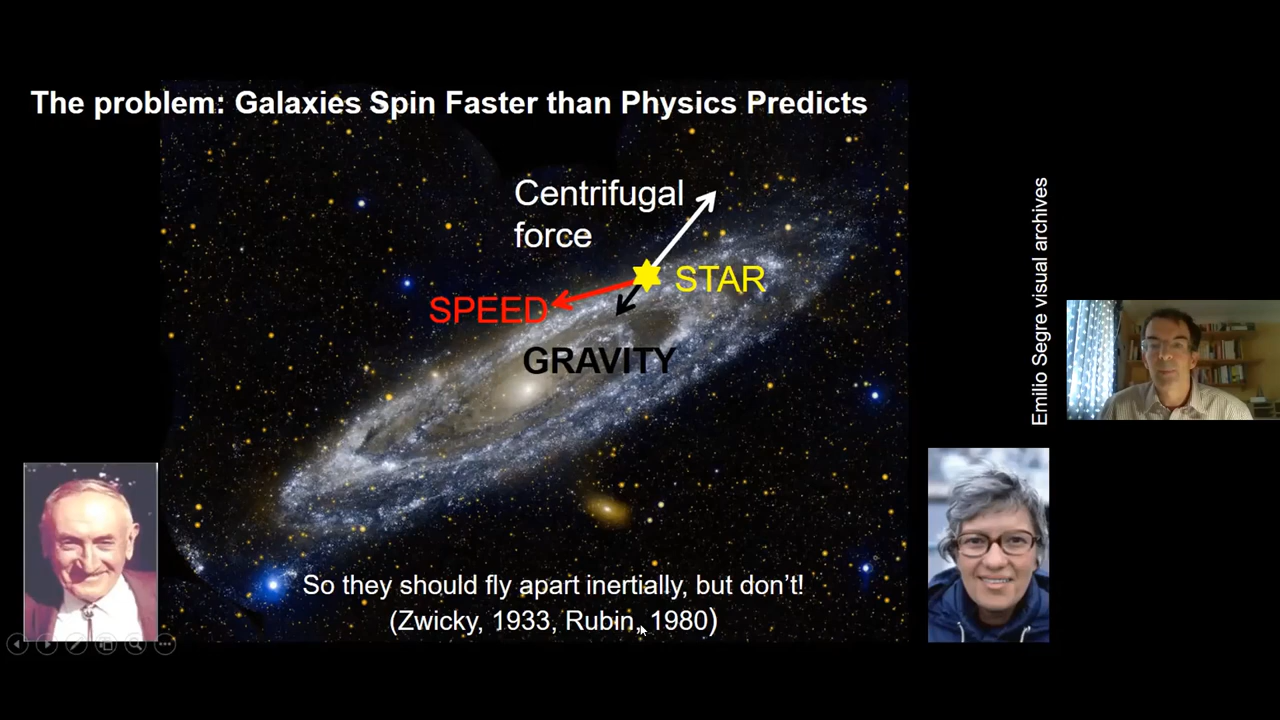 The problem: Galaxies Spin Faster than Physics Predicts
Centrifugal
force
STAR
SPEED
GRAVITY
Emilio Segre visual archives
So they should fly apart inertially, but don’t!
(Zwicky, 1933, Rubin, 1980)